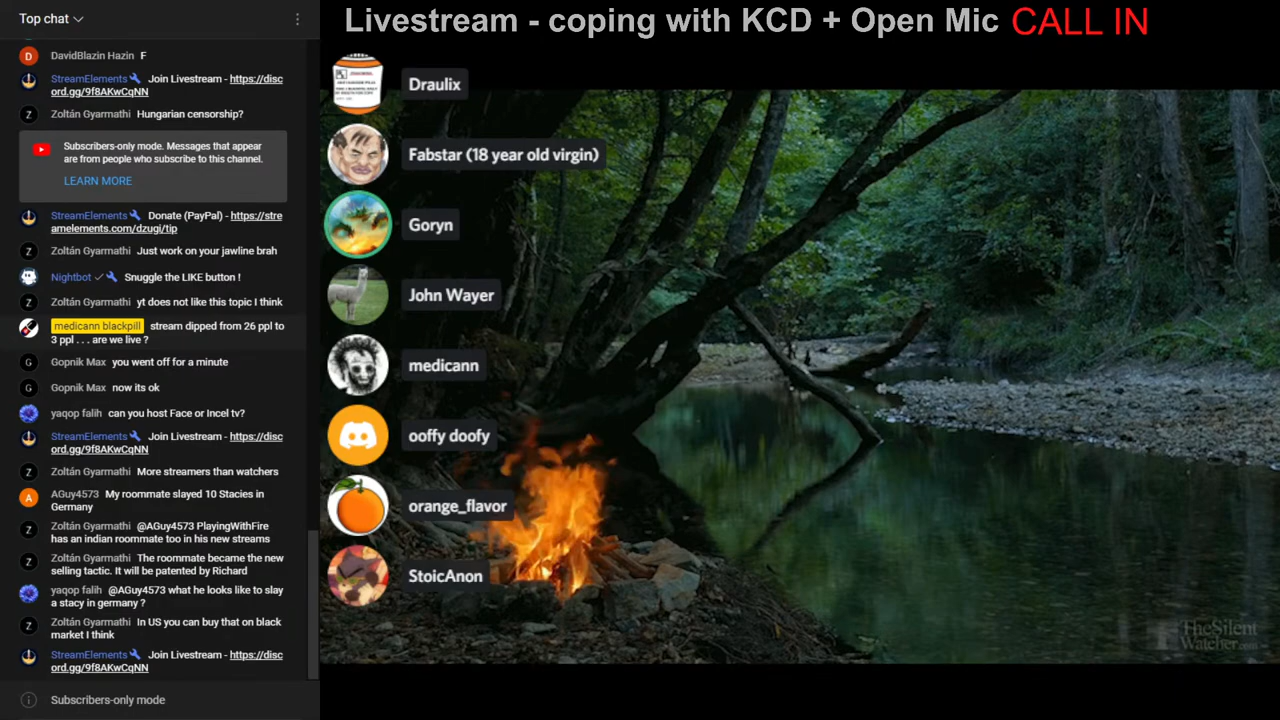 Top chat
DavidBlazin Hazin F
StreamElements Join Livestream - https://disc
ord.gg/9f8AKwCqNN
Zoltán Gyarmathi Hungarian censorship?
Subscribers-only mode. Messages that appear
are from people who subscribe to this channel.
LEARN MORE
StreamElements Donate (PayPal) - https://stre
amelements.com/dzugi/tip
Zoltán Gyarmathi Just work on your jawline brah
Nightbot Snuggle the LIKE button !
Zoltán Gyarmathi yt does not like this topic I think
medicann blackpill stream dipped from 26 ppl to
3 ppl . . . are we live ?
Gopnik Max you went off for a minute
Gopnik Max now its ok
yaqop falih can you host Face or Incel tv?
StreamElements Join Livestream - https://disc
ord.gg/9f8AKwCqNN
Zoltán Gyarmathi More streamers than watchers
AGuy4573 My roommate slayed 10 Stacies in
Germany
Zoltán Gyarmathi @AGuy4573 PlayingWithFire
has an indian roommate too in his new streams
Zoltán Gyarmathi The roommate became the new
selling tactic. It will be patented by Richard
yaqop falih @AGuy4573 what he looks like to slay
a stacy in germany ?
Zoltán Gyarmathi In US you can buy that on black
market I think
StreamElements Join Livestream - https://disc
ord.gg/9f8AKwCqNN
Subscribers-only mode
Livestream - coping with KCD + Open Mic CALL IN
Draulix
Fabstar (18 year old virgin)
Goryn
John Wayer
medicann
ooffy doofy
orange_flavor
StoicAnon
TheSilent
Watcher.com